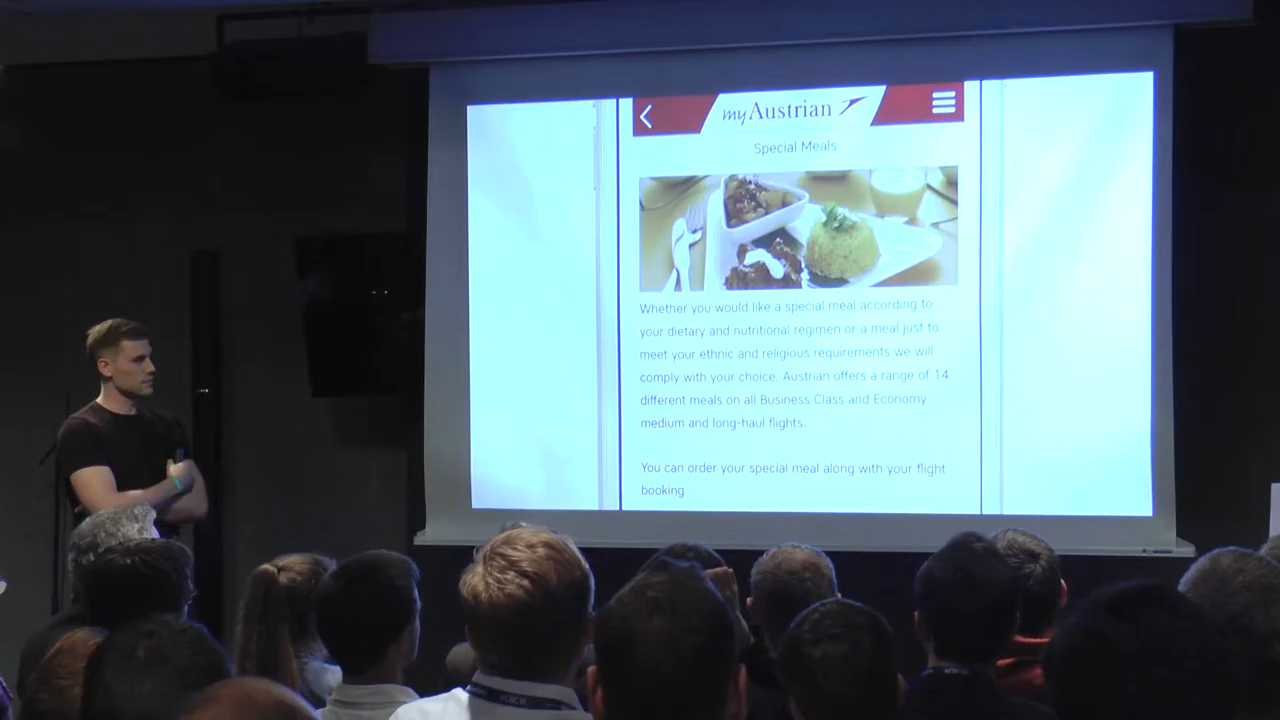 myAustrian
Special Meals
Whether you would like a special meal according to
your dietary and nutritional regimen or a meal just to
meet your ethnic and religious requirements we will
comply with your choice. Austrian offers a range of 14
different meals on all Business Class and Economy
medium and long-haul flights.
You can order your special meal along with your flight
booking